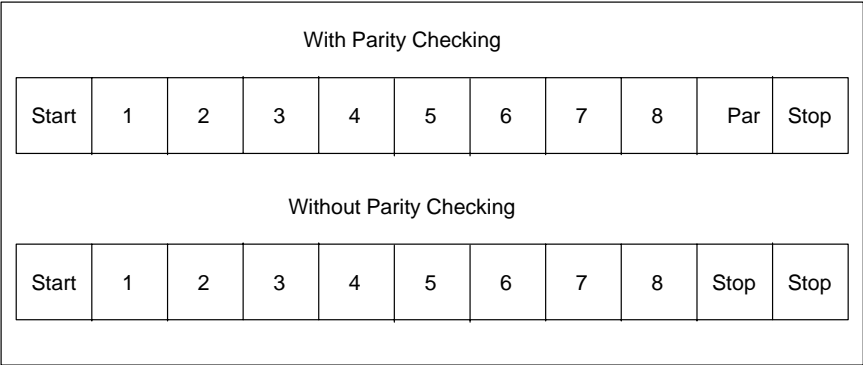 With Parity Checking
Start 1 2 3 4 5 6 7 8 Par Stop
Without Parity Checking
Start 1 2 3 4 5 6 7 8 Stop Stop